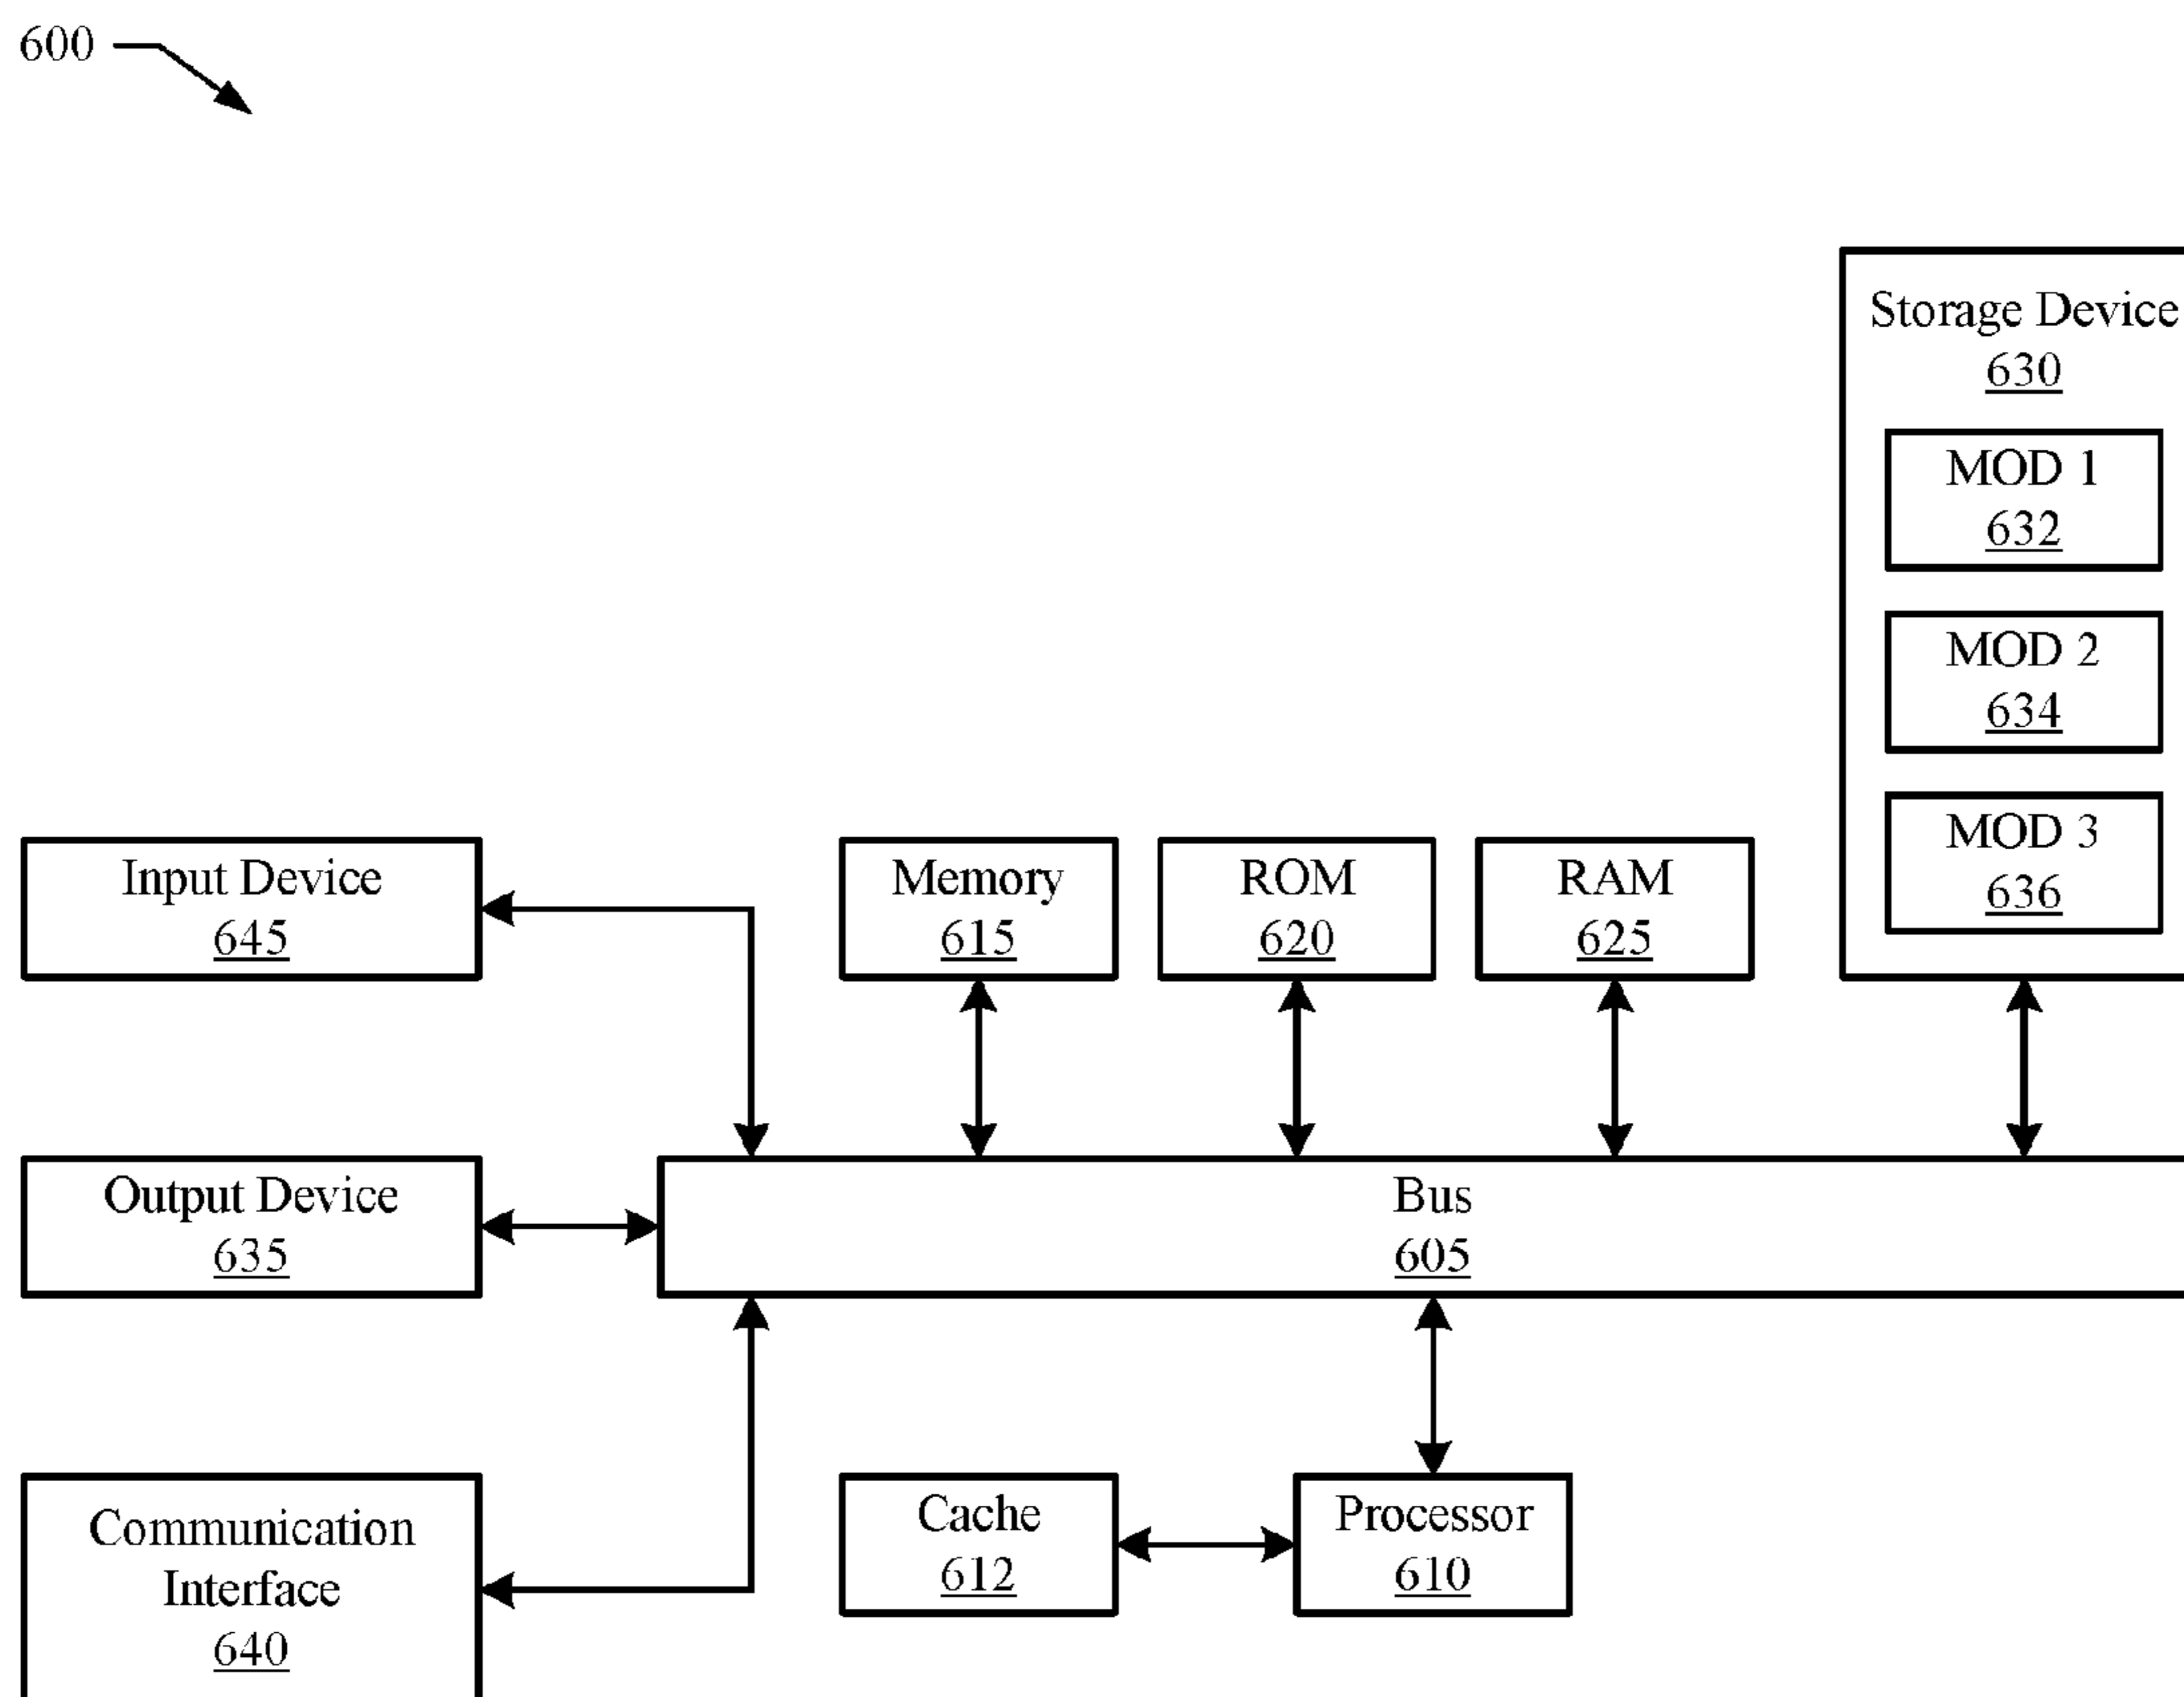 600
Storage Device
630
MOD 1
632
MOD 2
634
MOD 3
636
Input Device
645
Memory
615
ROM
620
RAM
625
Output Device
635
Bus
605
Communication
Interface
640
Cache
612
Processor
610